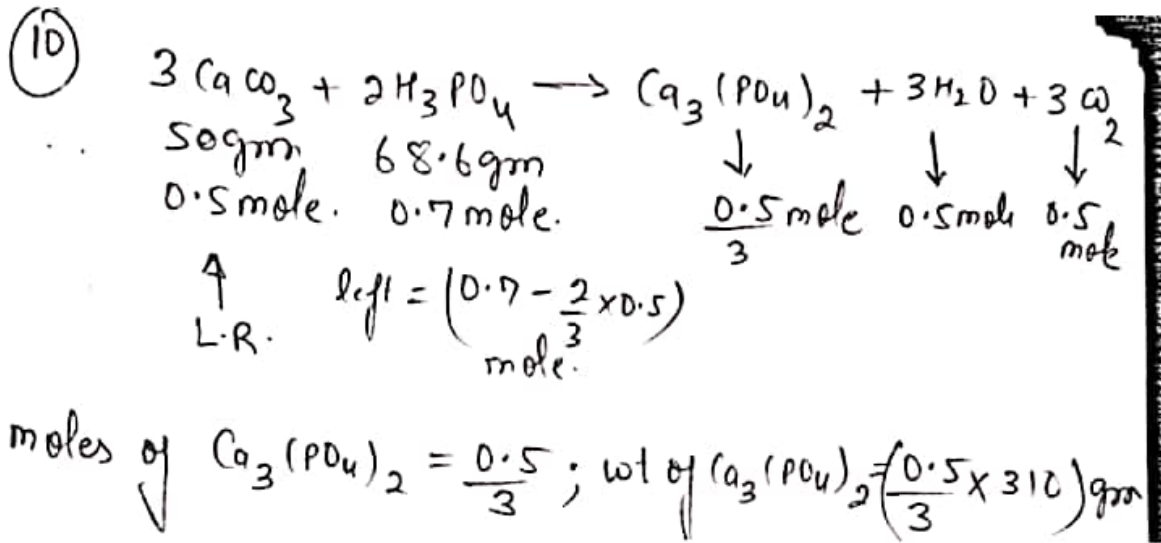 10
3 CaCO3 + 2H3PO4 → Ca3(PO4)2 + 3H2O + 3CO2
50gm 68.6gm ↓ ↓ ↓
0.5mole. 0.7mole. 0.5/3 mole 0.5mole 0.5 mole
↑ left = (0.7 - 2/3 x0.5)
L.R. mole.
moles of Ca3(PO4)2 = 0.5/3 ; wt of Ca3(PO4)2 = (0.5/3 x 310) gm